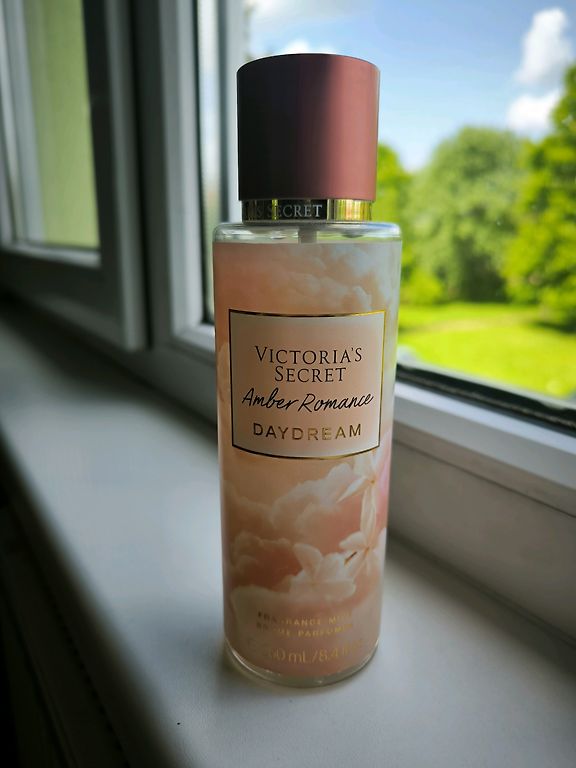 S SECRET
VICTORIA'S
SECRET
Amber Romance
DAYDREAM
FRAGRANCE MIST
BRUME PARFUMÉE
250 mL/8.4